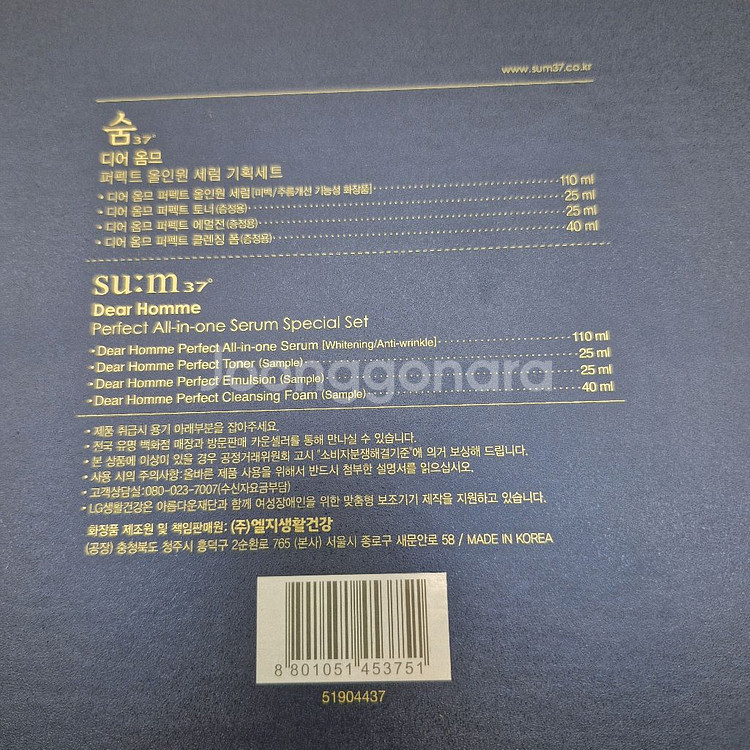 www.sum37.co.kr
숨37°
디어 옴므
퍼펙트 올인원 세럼 기획세트
• 디어 옴므 퍼펙트 올인원 세럼[미백/주름개선 기능성 화장품] 110 ml
• 디어 옴므 퍼펙트 토너(증정용) 25 ml
• 디어 옴므 퍼펙트 에멀전(증정용) 25 ml
• 디어 옴므 퍼펙트 클렌징 폼(증정용) 40 ml
su:m37°
Dear Homme
Perfect All-in-one Serum Special Set
• Dear Homme Perfect All-in-one Serum [Whitening/Anti-wrinkle] 110 ml
• Dear Homme Perfect Toner (Sample) 25 ml
• Dear Homme Perfect Emulsion (Sample) 25 ml
• Dear Homme Perfect Cleansing Foam (Sample) 40 ml
Joonggonara
• 제품 취급시 용기 아래부분을 잡아주세요.
• 전국 유명 백화점 매장과 방문판매 카운셀러를 통해 만나실 수 있습니다.
• 본 상품에 이상이 있을 경우 공정거래위원회 고시 "소비자분쟁해결기준"에 의거 보상해 드립니다.
• 사용 시의 주의사항:올바른 제품 사용을 위해서 반드시 첨부한 설명서를 읽으십시오.
• 고객상담실:080-023-7007(수신자요금부담)
• LG생활건강은 아름다운재단과 함께 여성장애인을 위한 맞춤형 보조기기 제작을 지원하고 있습니다.
화장품 제조원 및 책임판매원: (주)엘지생활건강
(공장) 충청북도 청주시 흥덕구 2순환로 765 (본사) 서울시 종로구 새문안로 58 / MADE IN KOREA
8 801051 453751
51904437